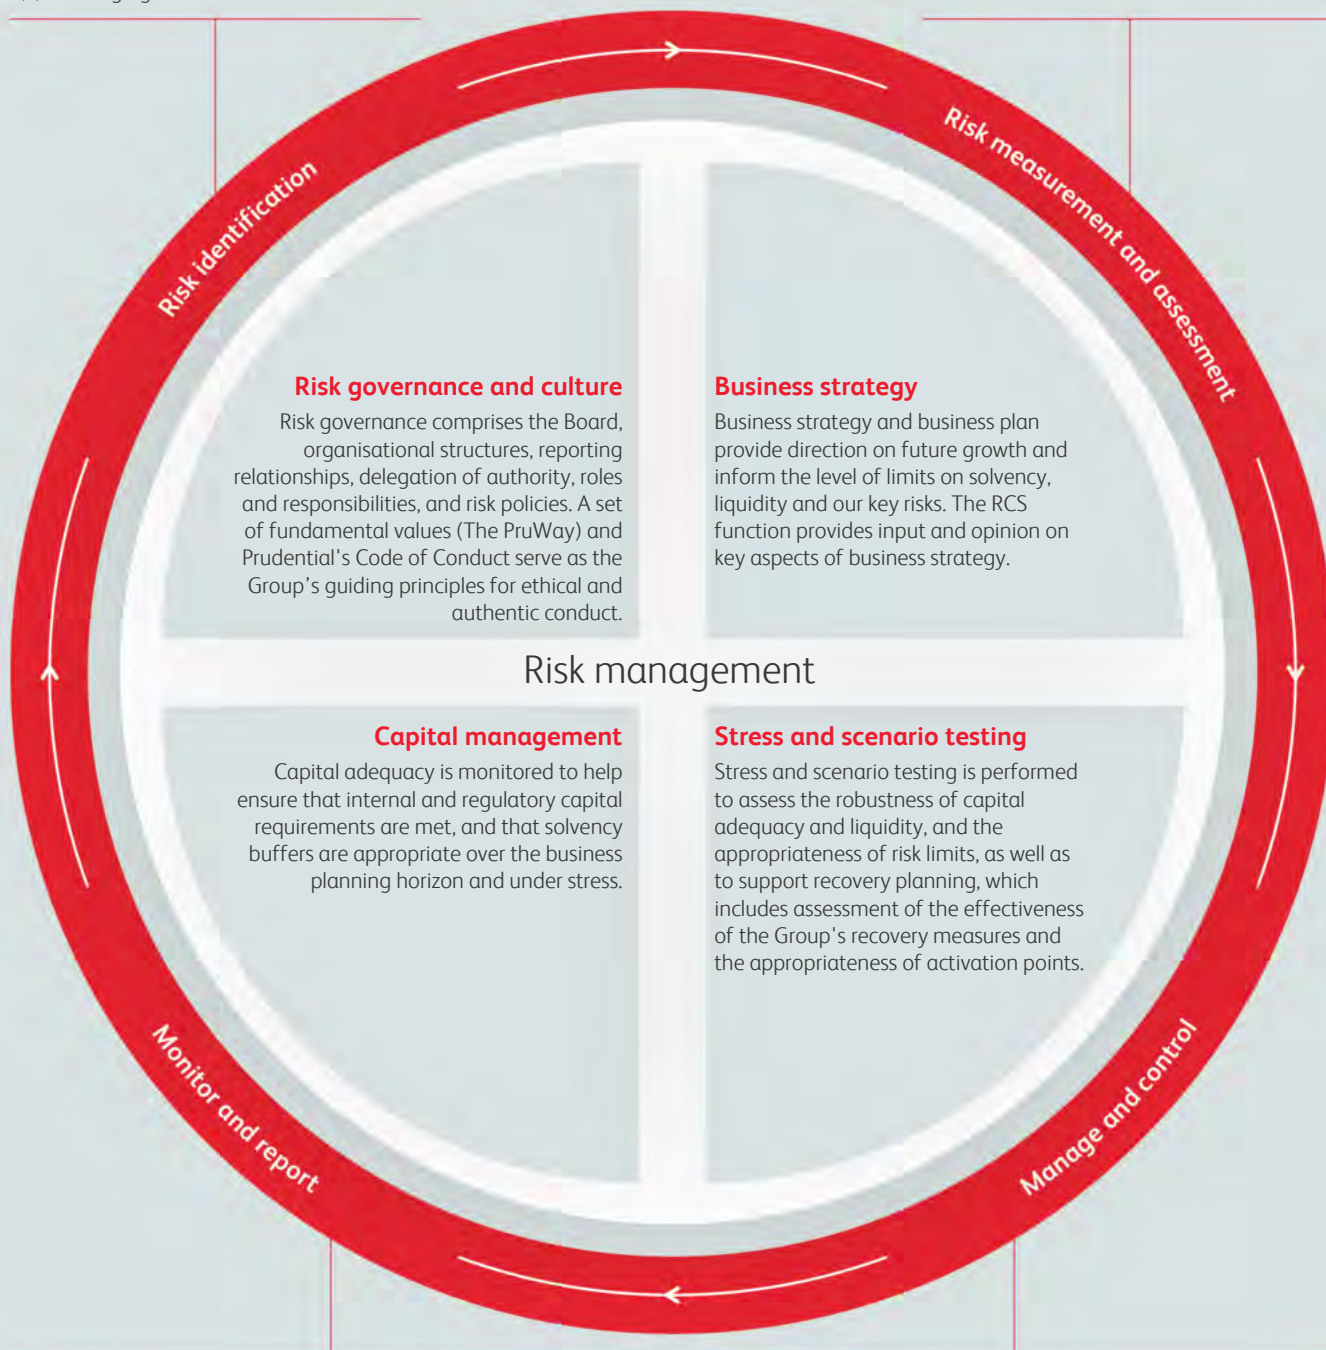 Risk identification
Risk measurement and assessment
Risk governance and culture
Risk governance comprises the Board,
organisational structures, reporting
relationships, delegation of authority, roles
and responsibilities, and risk policies. A set
of fundamental values (The PruWay) and
Prudential's Code of Conduct serve as the
Group’s guiding principles for ethical and
authentic conduct.
Business strategy
Business strategy and business plan
provide direction on future growth and
inform the level of limits on solvency,
liquidity and our key risks. The RCS
function provides input and opinion on
key aspects of business strategy.
Risk management
Capital management
Capital adequacy is monitored to help
ensure that internal and regulatory capital
requirements are met, and that solvency
buffers are appropriate over the business
planning horizon and under stress.
Stress and scenario testing
Stress and scenario testing is performed
to assess the robustness of capital
adequacy and liquidity, and the
appropriateness of risk limits, as well as
to support recovery planning, which
includes assessment of the effectiveness
of the Group's recovery measures and
the appropriateness of activation points.
Monitor and report
Manage and control